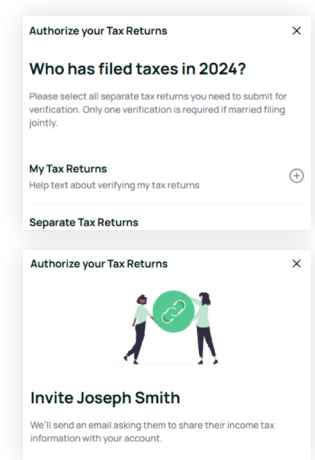 Authorize your Tax Returns
Who has filed taxes in 2024?
Please select all separate tax returns you need to submit for
verification. Only one verification is required if married filing
jointly.
My Tax Returns
Help text about verifying my tax returns
Separate Tax Returns
Authorize your Tax Returns
Invite Joseph Smith
We'll send an email asking them to share their income tax
information with your account.